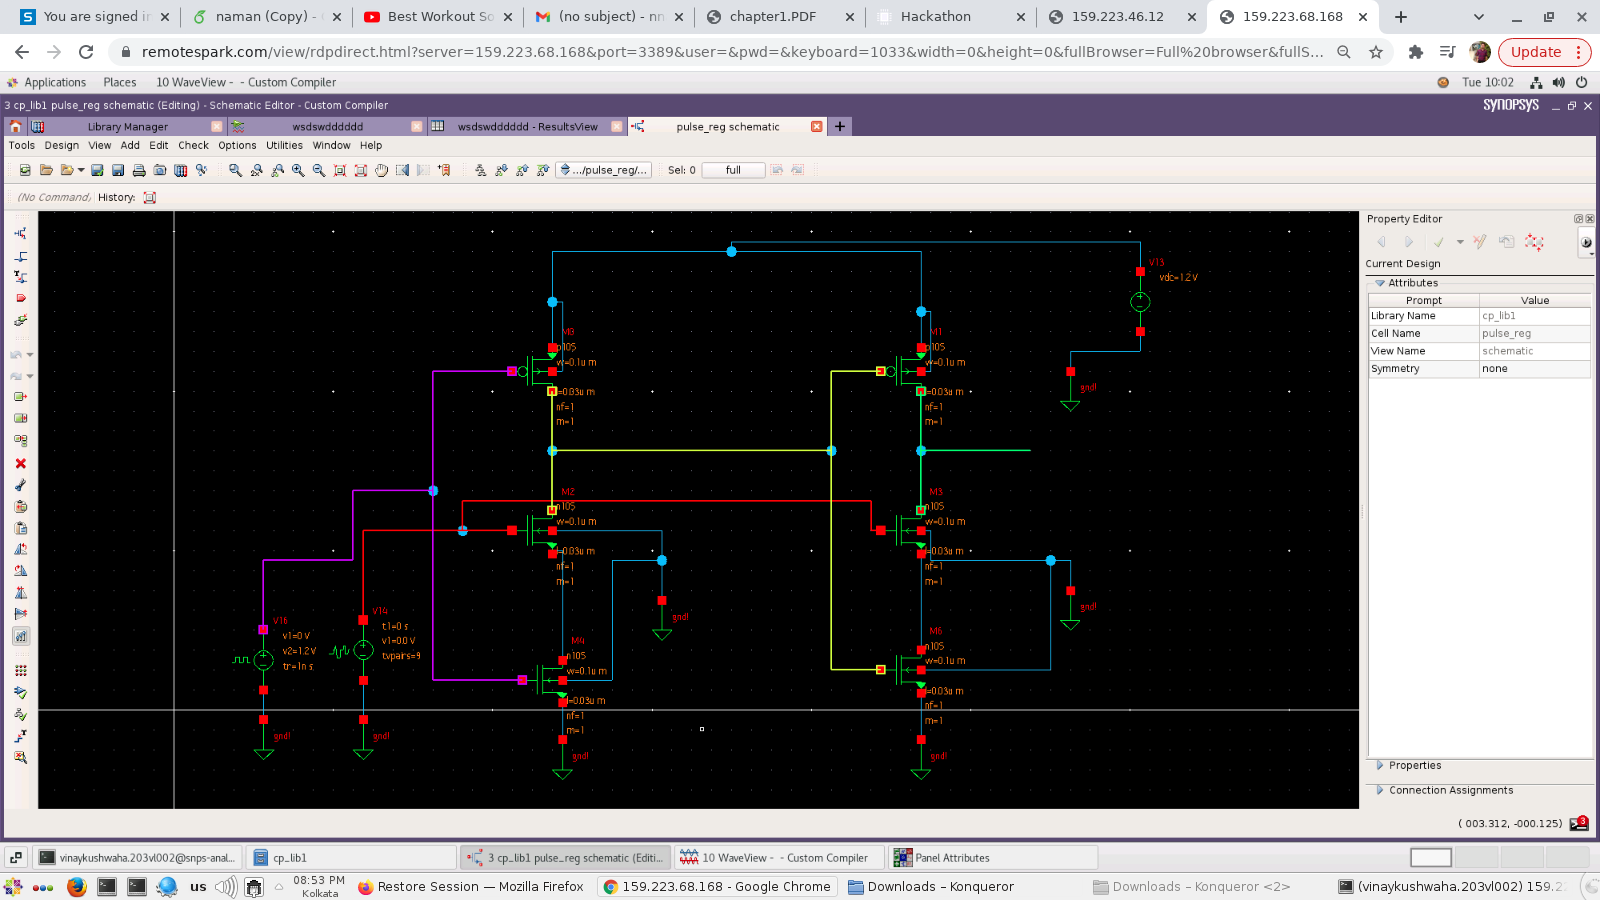 You are signed in
naman (Copy) -
Best Workout So
(no subject) - nn
chapter1.PDF
Hackathon
159.223.46.12
159.223.68.168
remotespark.com/view/rdpdirect.html?server=159.223.68.168&port=3389&user=&pwd=&keyboard=1033&width=0&height=0&fullBrowser=Full%20browser&fullS...
Update
Applications Places 10 WaveView - - Custom Compiler
Tue 10:02
3 cp_lib1 pulse_reg schematic (Editing) - Schematic Editor - Custom Compiler
SYNOPSYS
Library Manager
wsdswdddddd
wsdswdddddd - ResultsView
pulse_reg schematic
Tools Design View Add Edit Check Options Utilities Window Help
.../pulse_reg/...
Sel: 0
full
(No Command)
History:
Property Editor
Current Design
Attributes
Prompt Value
Library Name cp_lib1
Cell Name pulse_reg
View Name schematic
Symmetry none
Properties
Connection Assignments
V13
vdc=1.2 V
gnd!
w=0.1u m
l=0.03u m
nf=1
m=1
M1
w=0.1u m
l=0.03u m
nf=1
m=1
M2
n105
w=0.1u m
l=0.03u m
nf=1
m=1
gnd!
M3
n105
w=0.1u m
l=0.03u m
nf=1
m=1
gnd!
V16
v1=0 V
v2=1.2 V
tr=1n s
gnd!
V14
t1=0 s
v1=0.0 V
tvpairs=9
gnd!
n105
w=0.1u m
l=0.03u m
nf=1
m=1
gnd!
M6
n105
w=0.1u m
l=0.03u m
nf=1
m=1
gnd!
( 003.312, -000.125)
3
vinaykushwaha.203vl002@snps-anal...
cp_lib1
3 cp_lib1 pulse_reg schematic (Editi...
10 WaveView - - Custom Compiler
Panel Attributes
us
08:53 PM
Kolkata
Restore Session — Mozilla Firefox
159.223.68.168 - Google Chrome
Downloads – Konqueror
Downloads – Konqueror <2>
(vinaykushwaha.203vl002) 159.22